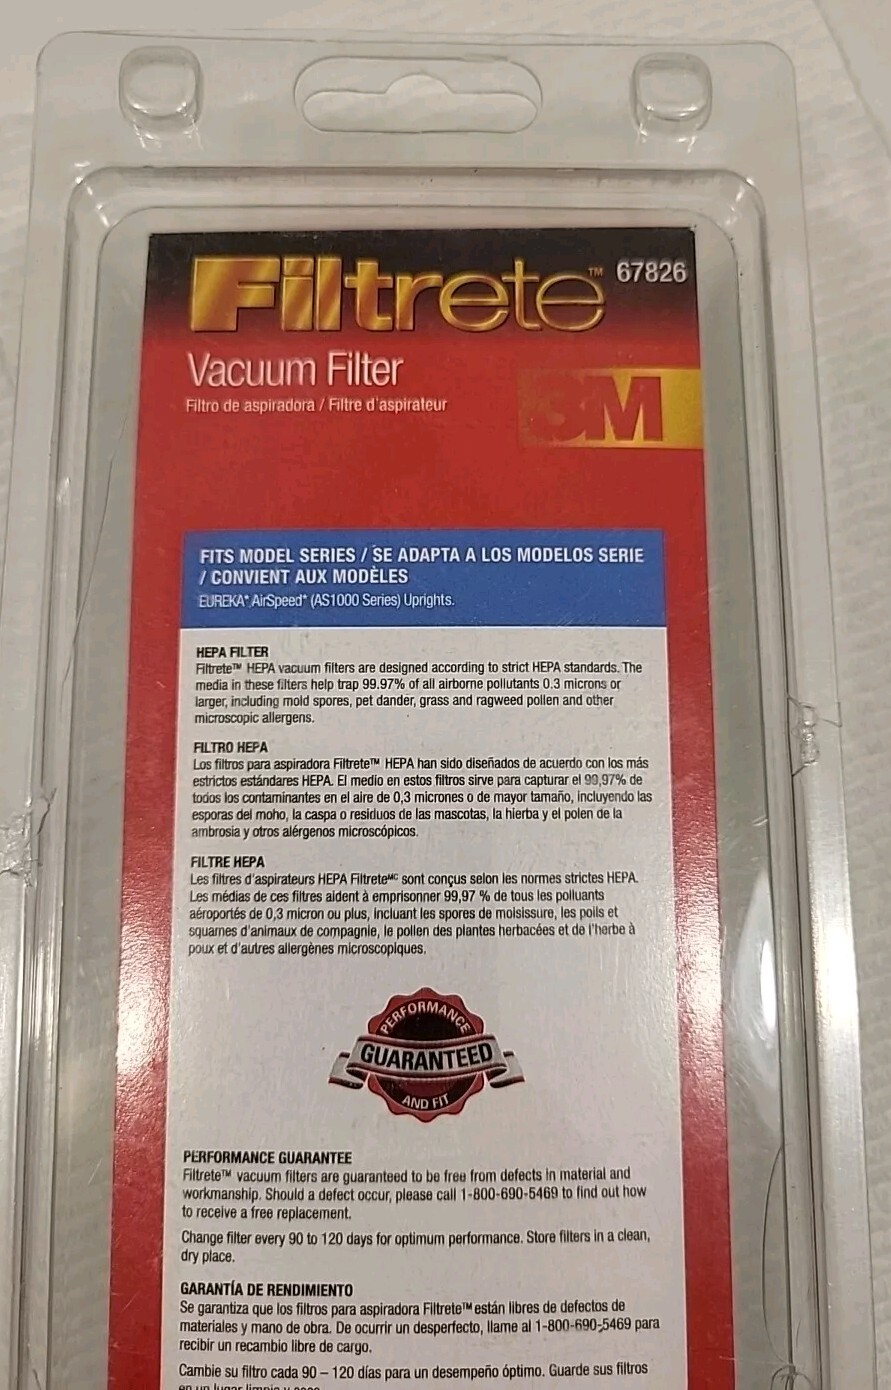 Filtrete™ 67826
Vacuum Filter
Filtro de aspiradora / Filtre d'aspirateur
3M
FITS MODEL SERIES / SE ADAPTA A LOS MODELOS SERIE
/ CONVIENT AUX MODÈLES
EUREKA* AirSpeed* (AS1000 Series) Uprights.
HEPA FILTER
Filtrete™ HEPA vacuum filters are designed according to strict HEPA standards. The
media in these filters help trap 99.97% of all airborne pollutants 0.3 microns or
larger, including mold spores, pet dander, grass and ragweed pollen and other
microscopic allergens.
FILTRO HEPA
Los filtros para aspiradora Filtrete™ HEPA han sido diseñados de acuerdo con los más
estrictos estándares HEPA. El medio en estos filtros sirve para capturar el 99,97% de
todos los contaminantes en el aire de 0,3 micrones o de mayor tamaño, incluyendo las
esporas del moho, la caspa o residuos de las mascotas, la hierba y el polen de la
ambrosia y otros alérgenos microscópicos.
FILTRE HEPA
Les filtres d'aspirateurs HEPA Filtreteᴹᶜ sont conçus selon les normes strictes HEPA.
Les médias de ces filtres aident à emprisonner 99,97 % de tous les polluants
aéroportés de 0,3 micron ou plus, incluant les spores de moisissure, les poils et
squames d'animaux de compagnie, le pollen des plantes herbacées et de l'herbe à
poux et d'autres allergènes microscopiques.
PERFORMANCE
GUARANTEED
AND FIT
PERFORMANCE GUARANTEE
Filtrete™ vacuum filters are guaranteed to be free from defects in material and
workmanship. Should a defect occur, please call 1-800-690-5469 to find out how
to receive a free replacement.
Change filter every 90 to 120 days for optimum performance. Store filters in a clean,
dry place.
GARANTÍA DE RENDIMIENTO
Se garantiza que los filtros para aspiradora Filtrete™ están libres de defectos de
materiales y mano de obra. De ocurrir un desperfecto, llame al 1-800-690-5469 para
recibir un recambio libre de cargo.
Cambie su filtro cada 90 – 120 días para un desempeño óptimo. Guarde sus filtros
en un lugar limpio y seco.